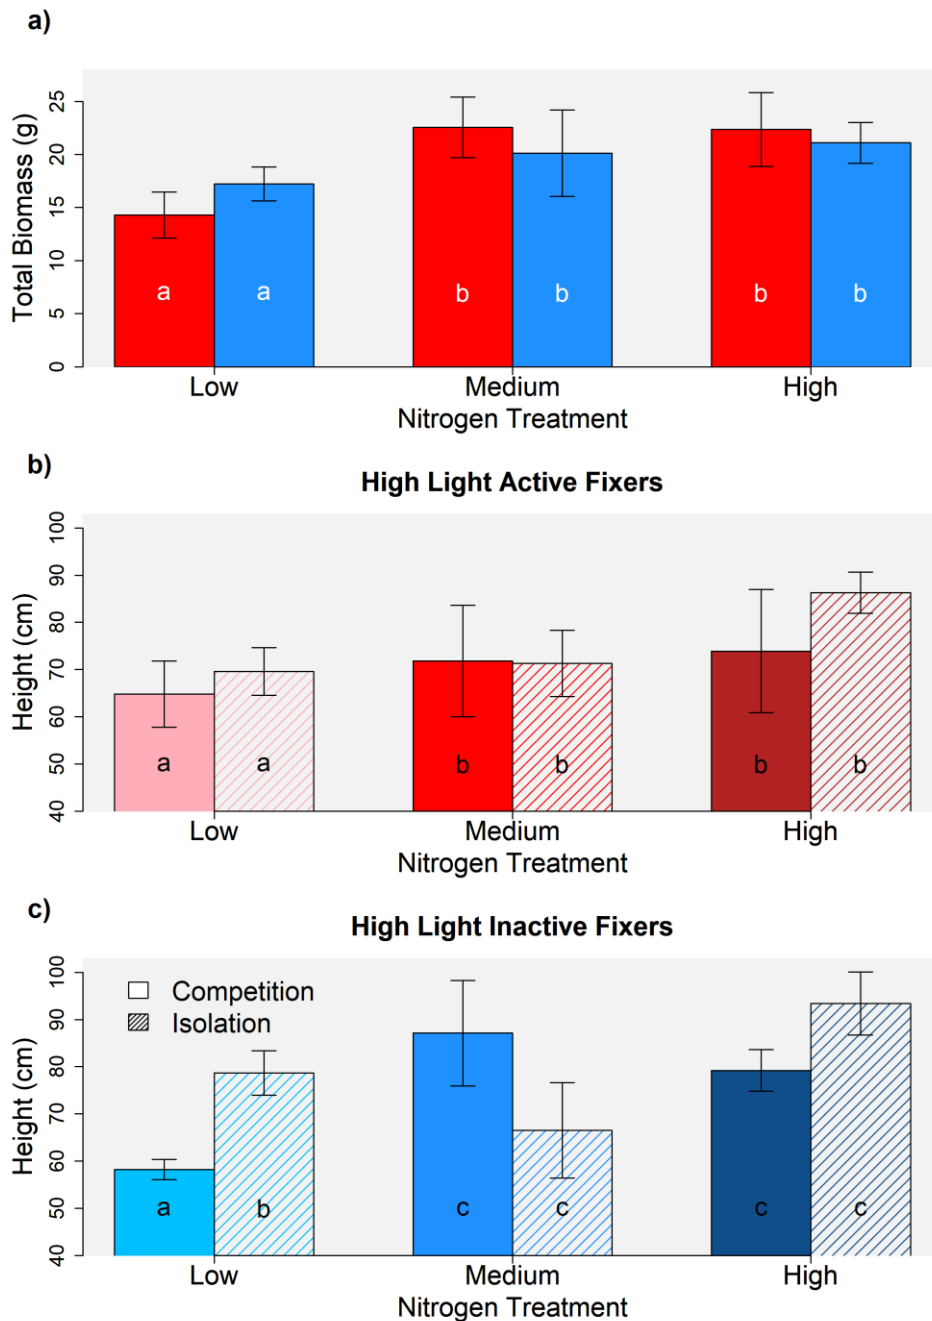 a)
Total Biomass (g)
25
20
15
10
5
0
a a b b b b
Low Medium High
Nitrogen Treatment
b)
High Light Active Fixers
Height (cm)
100
90
80
70
60
50
40
a a b b b b
Low Medium High
Nitrogen Treatment
c)
High Light Inactive Fixers
Height (cm)
100
90
80
70
60
50
40
Competition
Isolation
a b c c c c
Low Medium High
Nitrogen Treatment